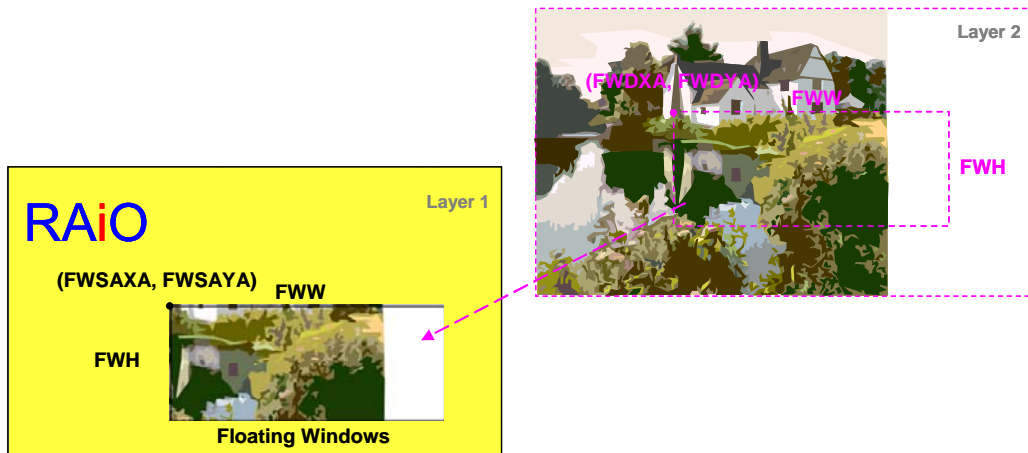 Layer 2
(FWDXA, FWDYA)
FWW
FWH
Layer 1
RAiO
(FWSAXA, FWSAYA)
FWW
FWH
Floating Windows